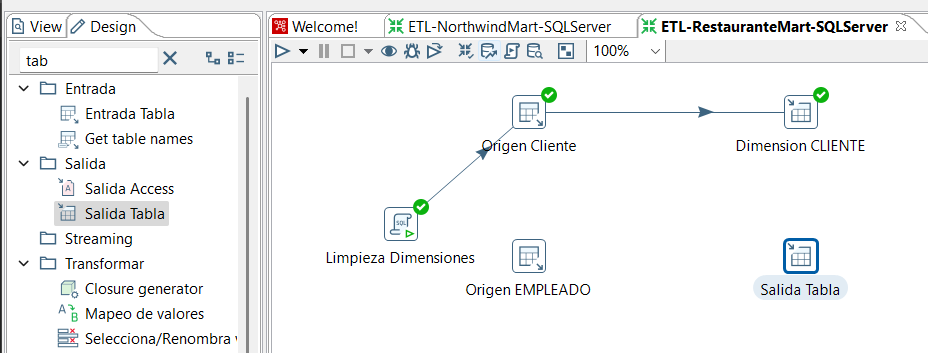 View
Design
Welcome!
ETL-NorthwindMart-SQLServer
ETL-RestauranteMart-SQLServer
tab
100%
Entrada
Entrada Tabla
Get table names
Salida
Salida Access
Salida Tabla
Streaming
Transformar
Closure generator
Mapeo de valores
Selecciona/Renombra
Origen Cliente
Dimension CLIENTE
SQL
Limpieza Dimensiones
Origen EMPLEADO
Salida Tabla